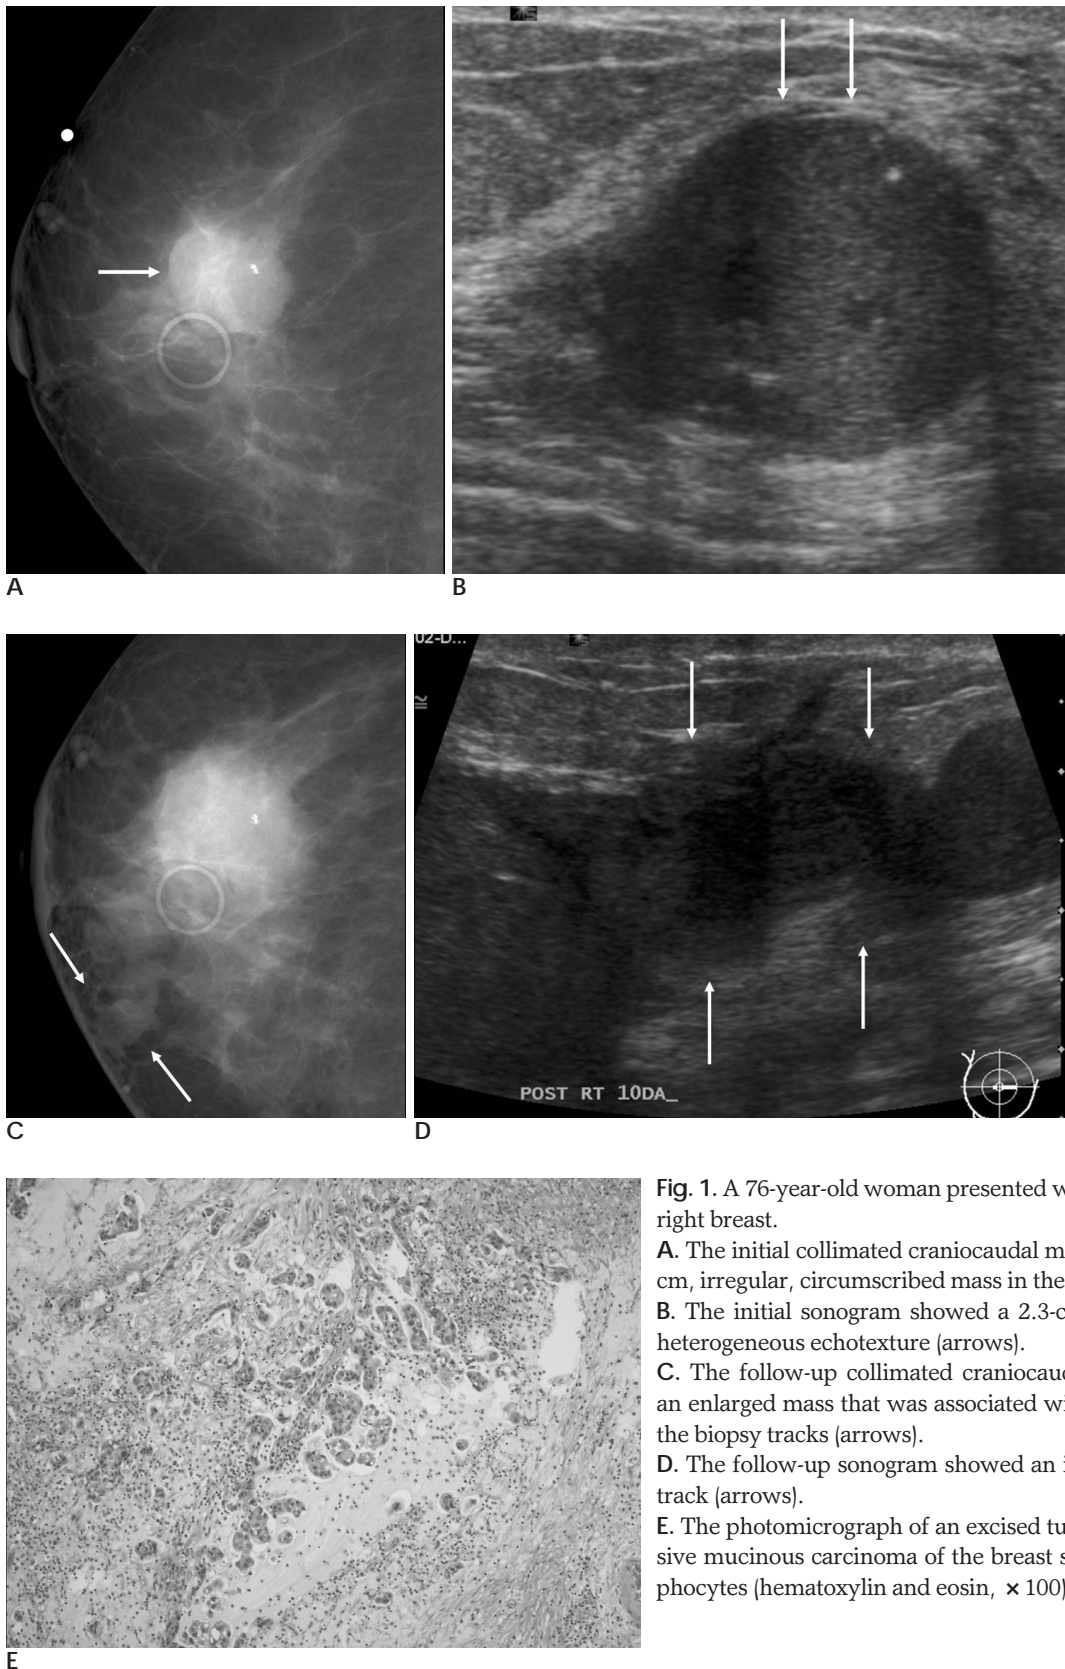 A
B
02-D...
POST RT 10DA_
C
D
E
Fig. 1. A 76-year-old woman presented w
right breast.
A. The initial collimated craniocaudal m
cm, irregular, circumscribed mass in the
B. The initial sonogram showed a 2.3-c
heterogeneous echotexture (arrows).
C. The follow-up collimated craniocauc
an enlarged mass that was associated wi
the biopsy tracks (arrows).
D. The follow-up sonogram showed an i
track (arrows).
E. The photomicrograph of an excised tu
sive mucinous carcinoma of the breast s
phocytes (hematoxylin and eosin, × 100)